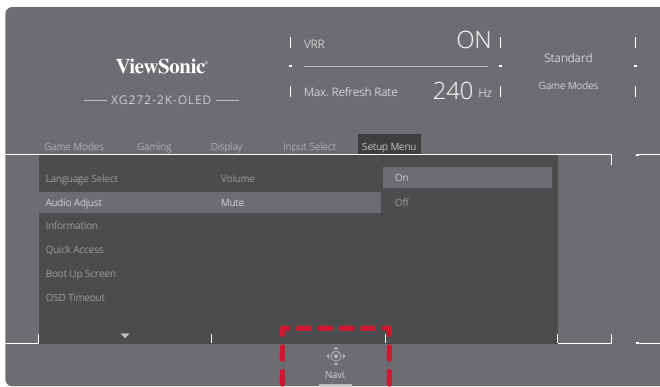 VRR ON
Standard
ViewSonic®
XG272-2K-OLED
Max. Refresh Rate 240 Hz
Game Modes
Game Modes Gaming Display Input Select Setup Menu
Language Select Volume On
Audio Adjust Mute Off
Information
Quick Access
Boot Up Screen
OSD Timeout
Navi.